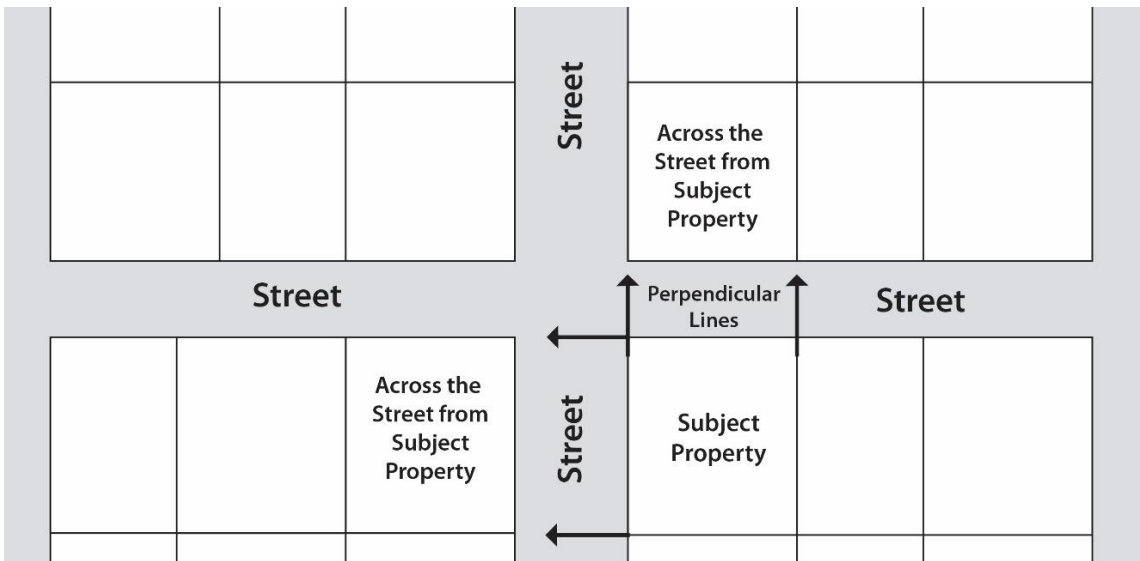 Street
Across the
Street from
Subject
Property
Street
Perpendicular
Lines
Street
Across the
Street from
Subject
Property
Street
Subject
Property